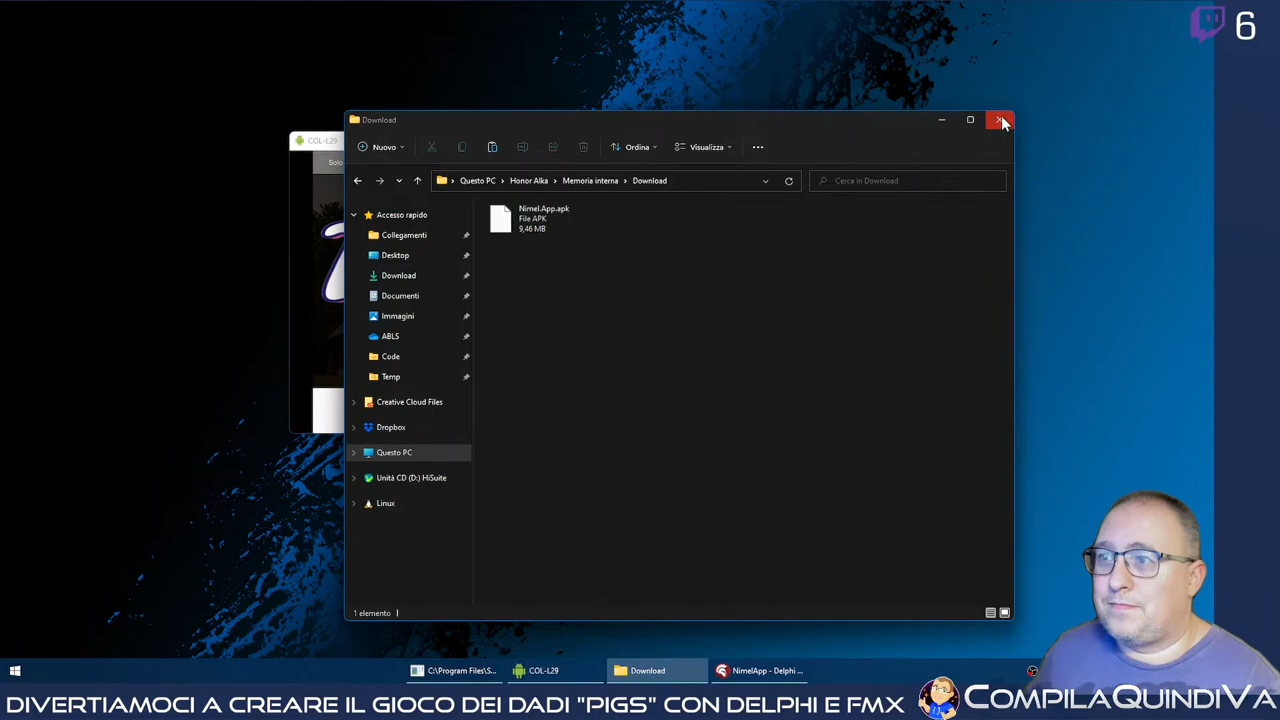 6
Download
COL-L29
Nuovo
Ordina
Visualizza
Solo
Questo PC
Honor Alka
Memoria interna
Download
Cerca in Download
Nimel.App.apk
File APK
9,46 MB
Accesso rapido
Collegamenti
Desktop
Download
Documenti
Immagini
ABLS
Code
Temp
Creative Cloud Files
Dropbox
Questo PC
Unità CD (D:) HiSuite
Linux
1 elemento
C:\Program Files\S...
COL-L29
Download
NimelApp - Delphi ...
DIVERTIAMOCI A CREARE IL GIOCO DEI DADI "PIGS" CON DELPHI E FMX
COMPILAQUINDIVA